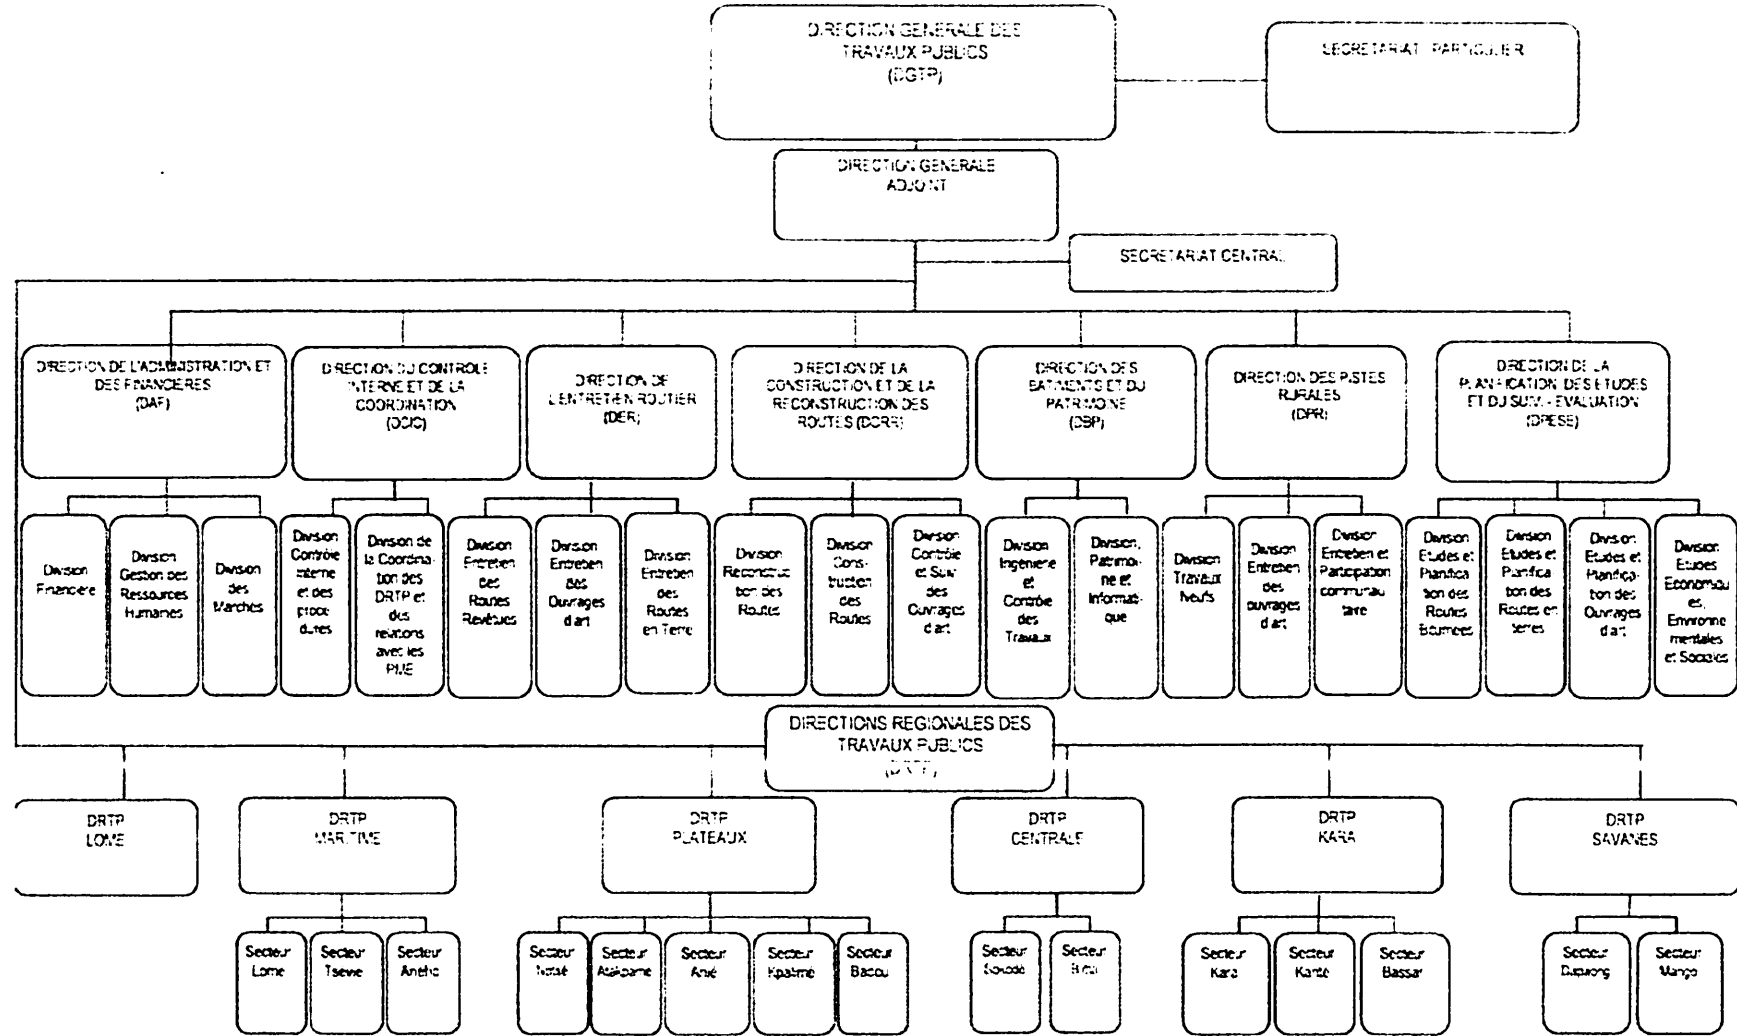 DIRECTION GENERALE DES
TRAVAUX PUBLICS
(DGTP)
SECRETARIAT PARTICULIER
DIRECTION GENERALE
ADJOINT
SECRETARIAT CENTRAL
DIRECTION DE L'ADMINISTRATION ET
DES FINANCIERES
(DAF)
DIRECTION DU CONTROLE
INTERNE ET DE LA
COORDINATION
(DCIC)
DIRECTION DE
L'ENTRETIEN ROUTIER
(DER)
DIRECTION DE LA
CONSTRUCTION ET DE LA
RECONSTRUCTION DES
ROUTES (DCRR)
DIRECTION DES
BATIMENTS ET DU
PATRIMOINE
(DBP)
DIRECTION DES PISTES
RURALES
(DPR)
DIRECTION DE LA
PLANIFICATION, DES ETUDES
ET DU SUIVI - EVALUATION
(DPESE)
Division
Financière
Division
Gestion des
Ressources
Humaines
Division
des
Marchés
Division
Contrôle
interne
et des
procé
dures
Division de
la Coordina-
tion des
DRTP et
des
relations
avec les
PME
Division
Entretien
des
Routes
Revêtues
Division
Entretien
des
Ouvrages
d'art
Division
Entretien
des
Routes
en Terre
Division
Reconstruc
tion des
Routes
Division
Cons-
truction
des
Routes
Division
Contrôle
et Suivi
des
Ouvrages
d'art
Division
Ingénierie
et
Contrôle
des
Travaux
Division,
Patrimoi-
ne et
Informati-
que
Division
Travaux
Neufs
Division
Entretien
des
ouvrages
d'art
Division
Entretien et
Participation
communau
taire
Division
Etudes et
Planifica
tion des
Routes
Bitumées
Division
Etudes et
Planifica
tion des
Routes en
terres
Division
Etudes et
Planifica-
tion des
Ouvrages
d'art
Division
Etudes
Economiqu
es,
Environne
mentales
et Sociales
DIRECTIONS REGIONALES DES
TRAVAUX PUBLICS
(DRTP)
DRTP
LOME
DRTP
MARITIME
DRTP
PLATEAUX
DRTP
CENTRALE
DRTP
KARA
DRTP
SAVANES
Secteur
Lomé
Secteur
Tsévié
Secteur
Aného
Secteur
Notsé
Secteur
Atakpamé
Secteur
Anié
Secteur
Kpalimé
Secteur
Badou
Secteur
Sokodé
Secteur
Secteur
Kara
Secteur
Kanté
Secteur
Bassar
Secteur
Dapaong
Secteur
Mango